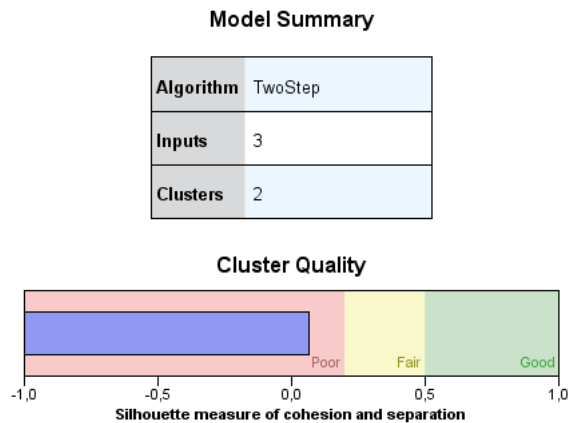 Model Summary
Algorithm TwoStep
Inputs 3
Clusters 2
Cluster Quality
Poor Fair Good
-1,0 -0,5 0,0 0,5 1,0
Silhouette measure of cohesion and separation